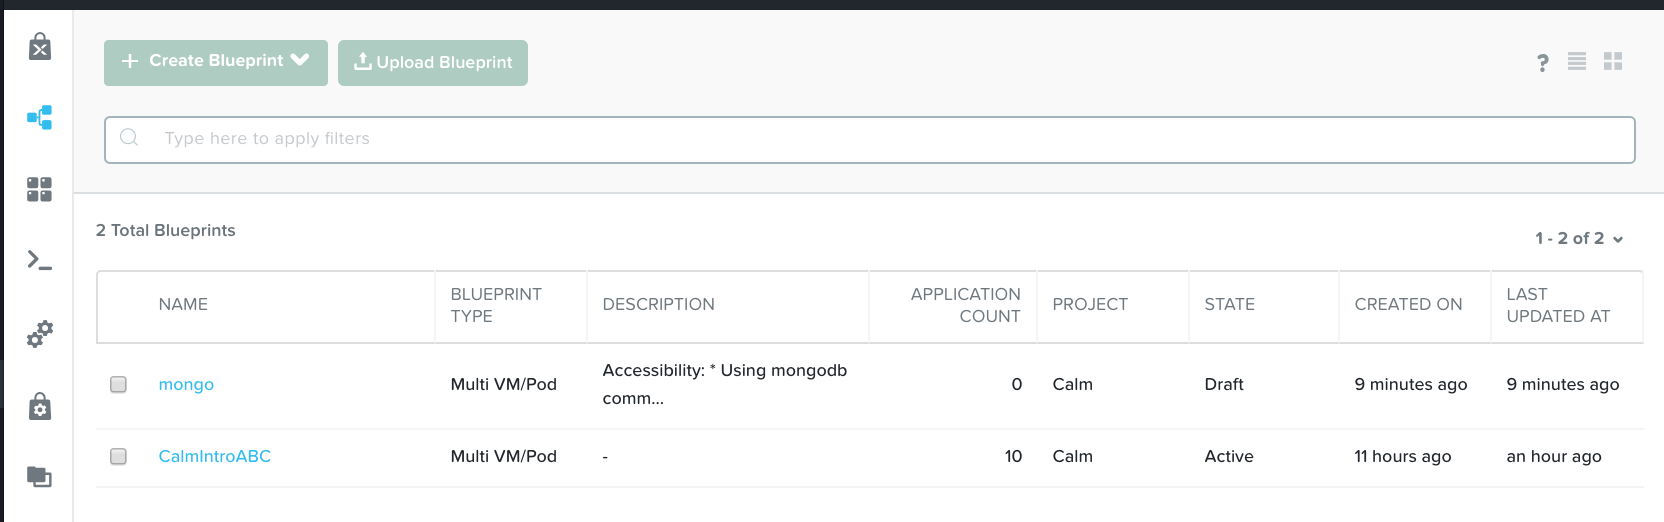 Create Blueprint
Upload Blueprint
?
Type here to apply filters
2 Total Blueprints
1 - 2 of 2
NAME
BLUEPRINT
TYPE
DESCRIPTION
APPLICATION
COUNT
PROJECT
STATE
CREATED ON
LAST
UPDATED AT
mongo
Multi VM/Pod
Accessibility: * Using mongodb
comm...
0
Calm
Draft
9 minutes ago
9 minutes ago
CalmIntroABC
Multi VM/Pod
-
10
Calm
Active
11 hours ago
an hour ago